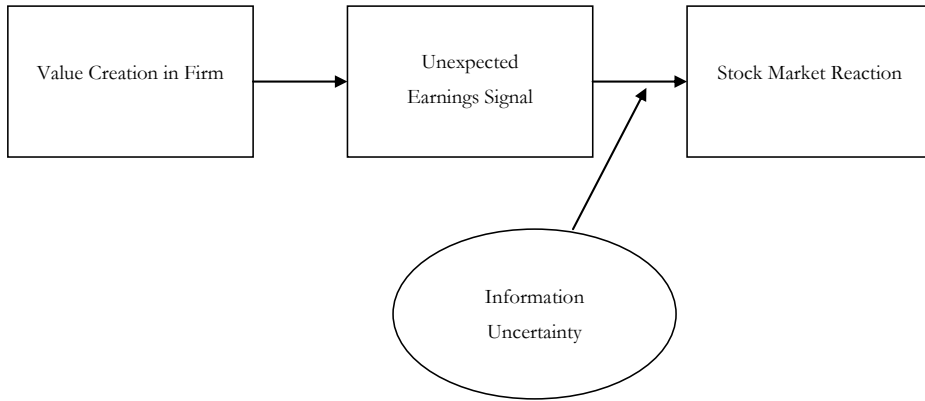 Value Creation in Firm
Unexpected
Earnings Signal
Stock Market Reaction
Information
Uncertainty